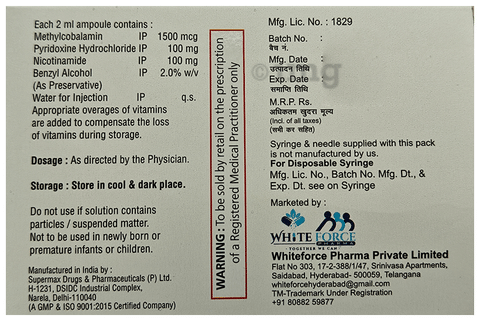 Each 2 ml ampoule contains :
Methylcobalamin IP 1500 mcg
Pyridoxine Hydrochloride IP 100 mg
Nicotinamide IP 100 mg
Benzyl Alcohol IP 2.0% w/v
(As Preservative)
Water for Injection IP q.s.
Appropriate overages of vitamins
are added to compensate the loss
of vitamins during storage.
Dosage : As directed by the Physician.
Storage : Store in cool & dark place.
Do not use if solution contains
particles / suspended matter.
Not to be used in newly born or
premature infants or children.
Manufactured in India by :
Supermax Drugs & Pharmaceuticals (P) Ltd.
H-1231, DSIDC Industrial Complex,
Narela, Delhi-110040
(A GMP & ISO 9001:2015 Certified Company)
WARNING : To be sold by retail on the prescription
of a Registered Medical Practitioner only
Mfg. Lic. No. : 1829
Batch No. :
बैच नं.
Mfg. Date :
उत्पादन तिथि
Exp. Date :
समाप्ति तिथि
M.R.P. Rs.
अधिकतम खुदरा मूल्य
(Incl. of all taxes)
(सभी कर सहित)
Syringe & needle supplied with this pack
is not manufactured by us.
For Disposable Syringe
Mfg. Lic. No., Batch No. Mfg. Dt., &
Exp. Dt. see on Syringe
Marketed by :
WHITE FORCE
PHARMA
TOGETHER WE CAN
Whiteforce Pharma Private Limited
Flat No 303, 17-2-388/1/47, Srinivasa Apartments,
Saidabad, Hyderabad- 500059, Telangana
whiteforcehyderabad@gmail.com
TM-Trademark Under Registration
+91 80882 59877